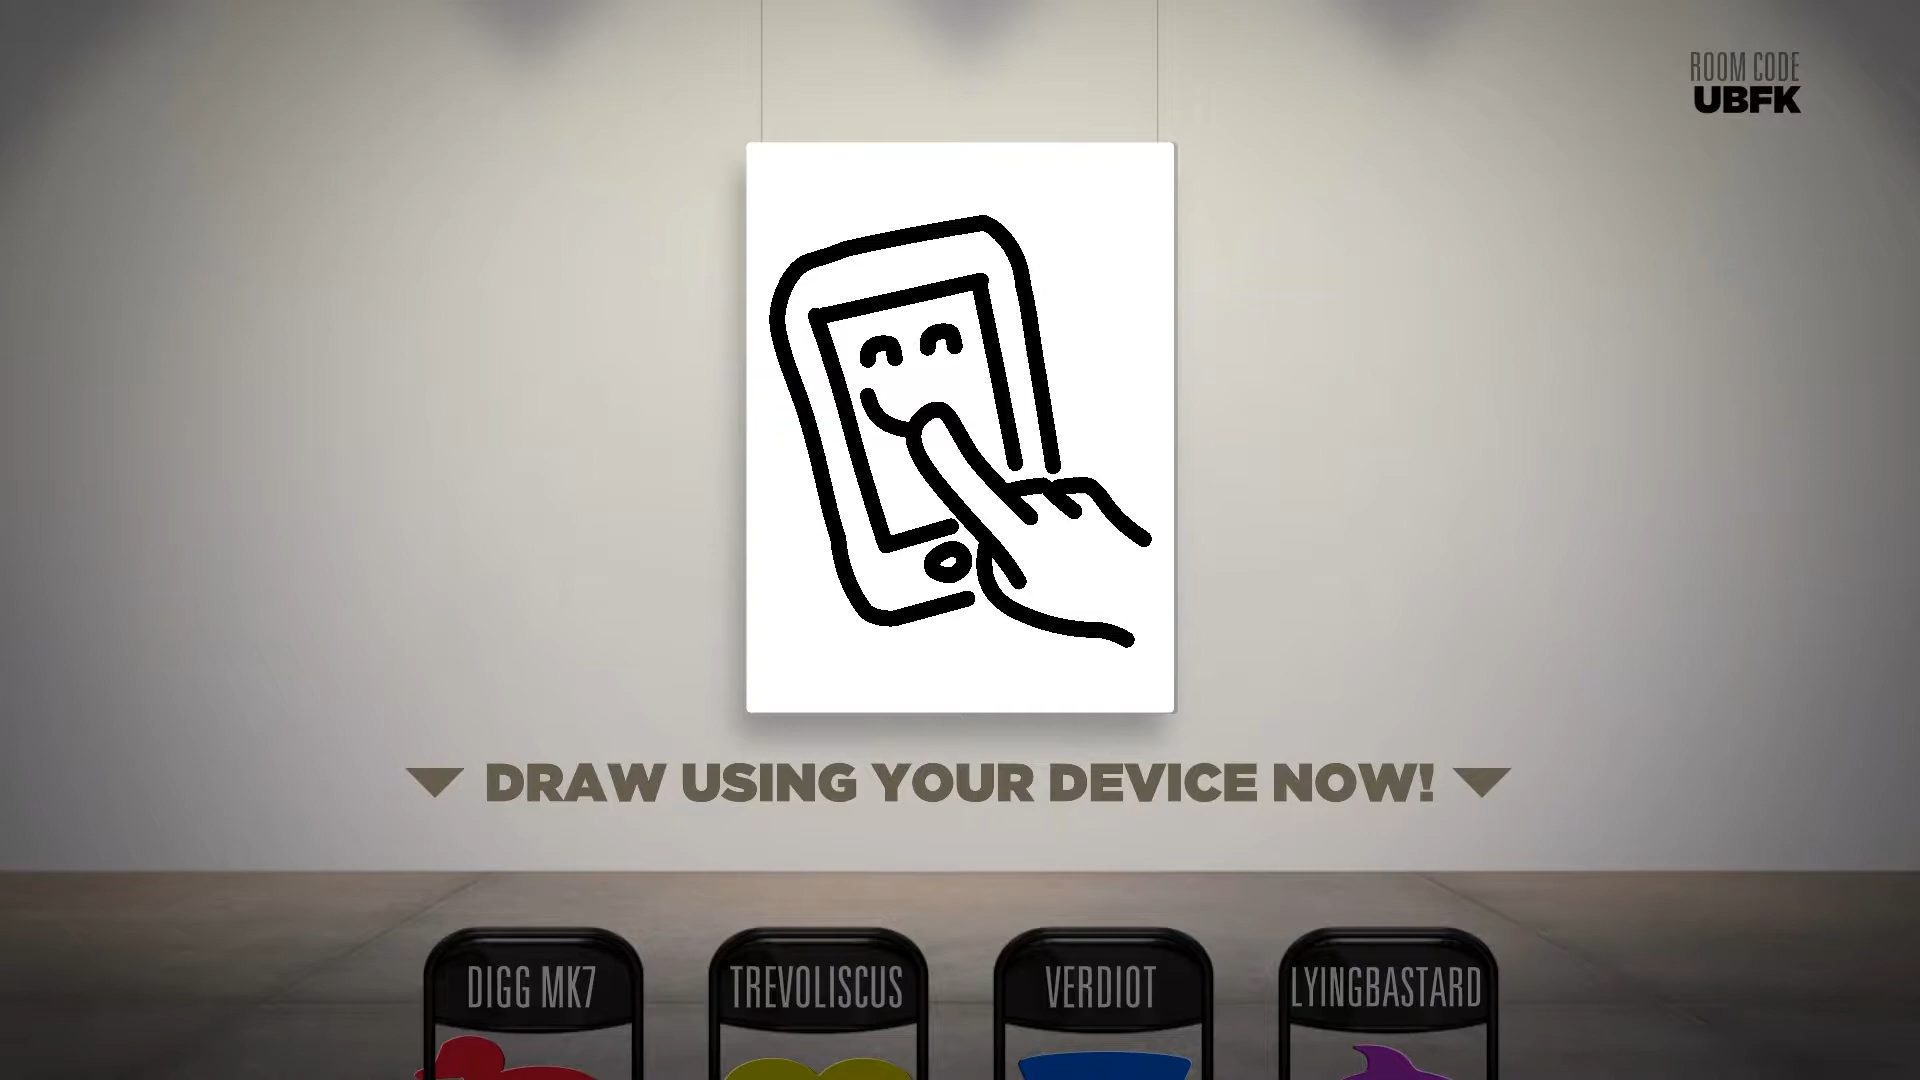 ROOM CODE
UBFK
DRAW USING YOUR DEVICE NOW!
DIGG MK7
TREVOLISCUS
VERDIOT
LYINGBASTARD